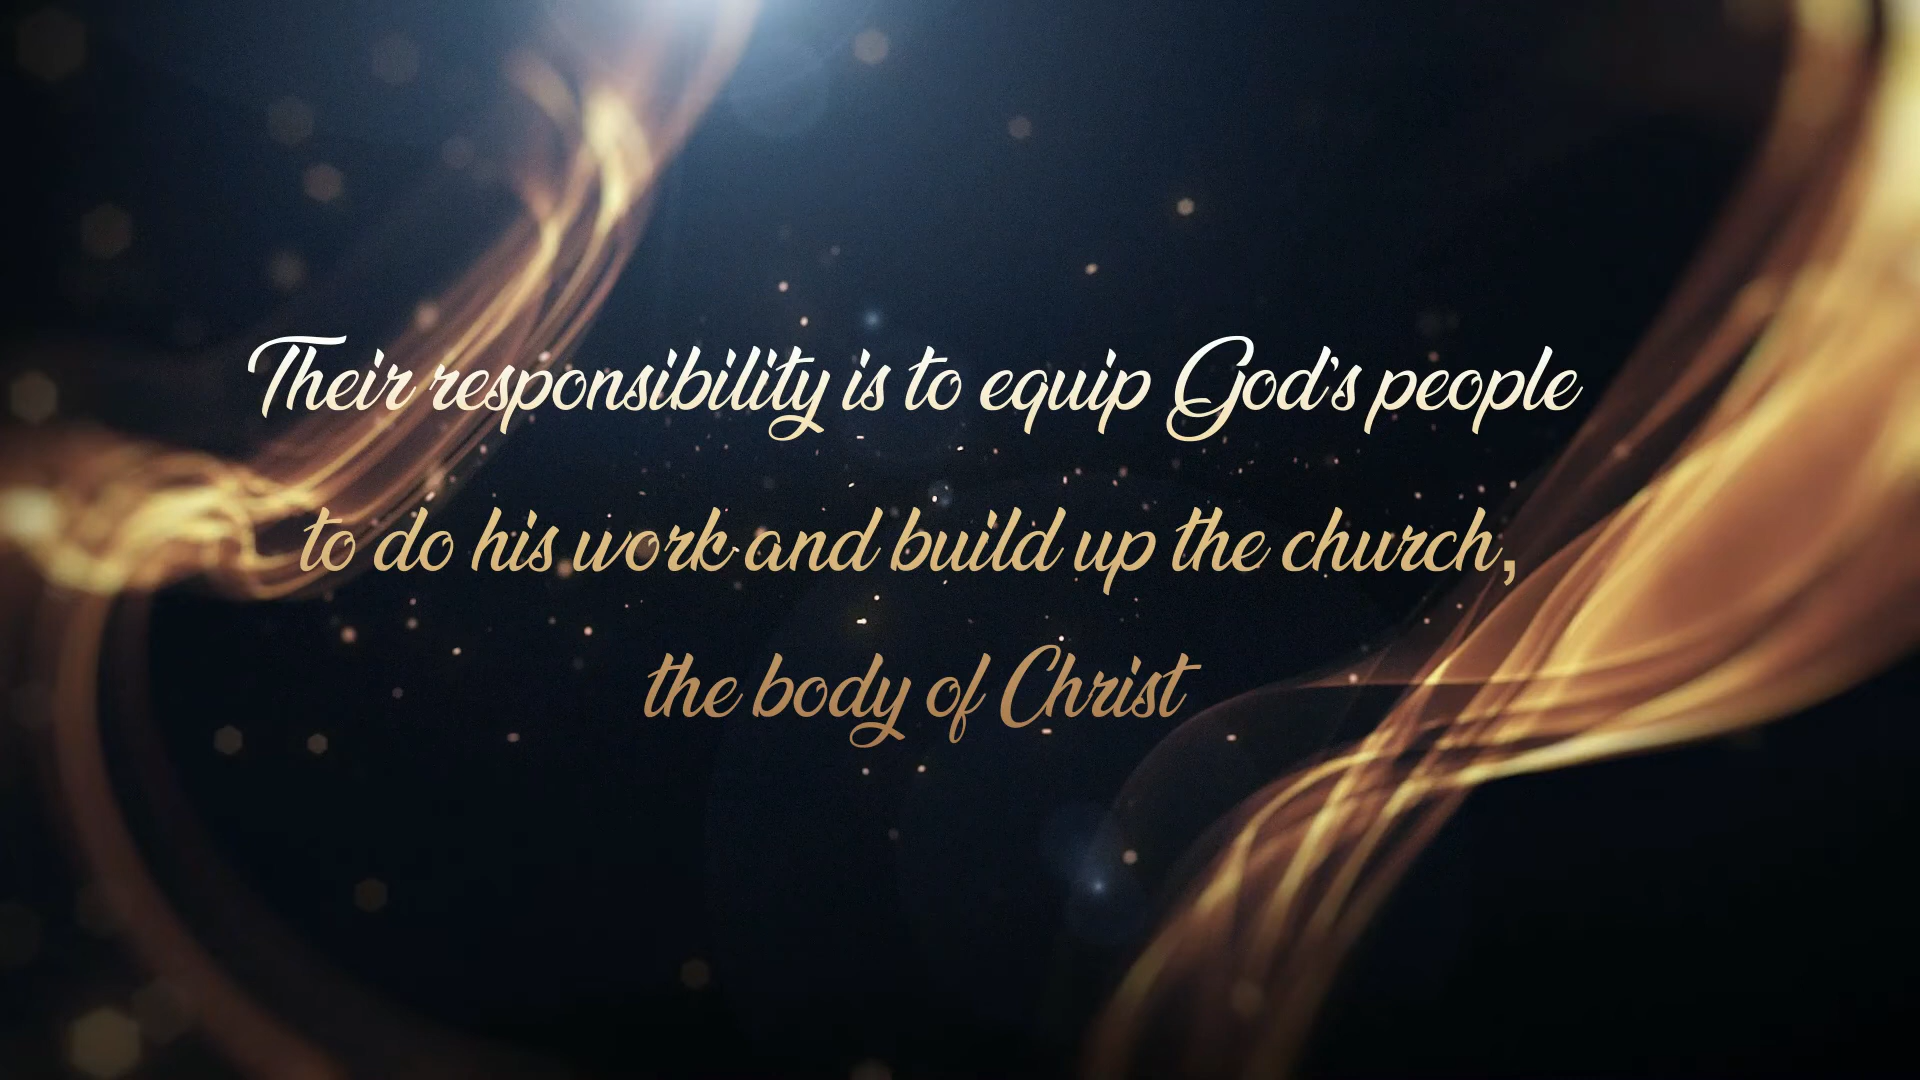 Their responsibility is to equip God's people
to do his work and build up the church,
the body of Christ